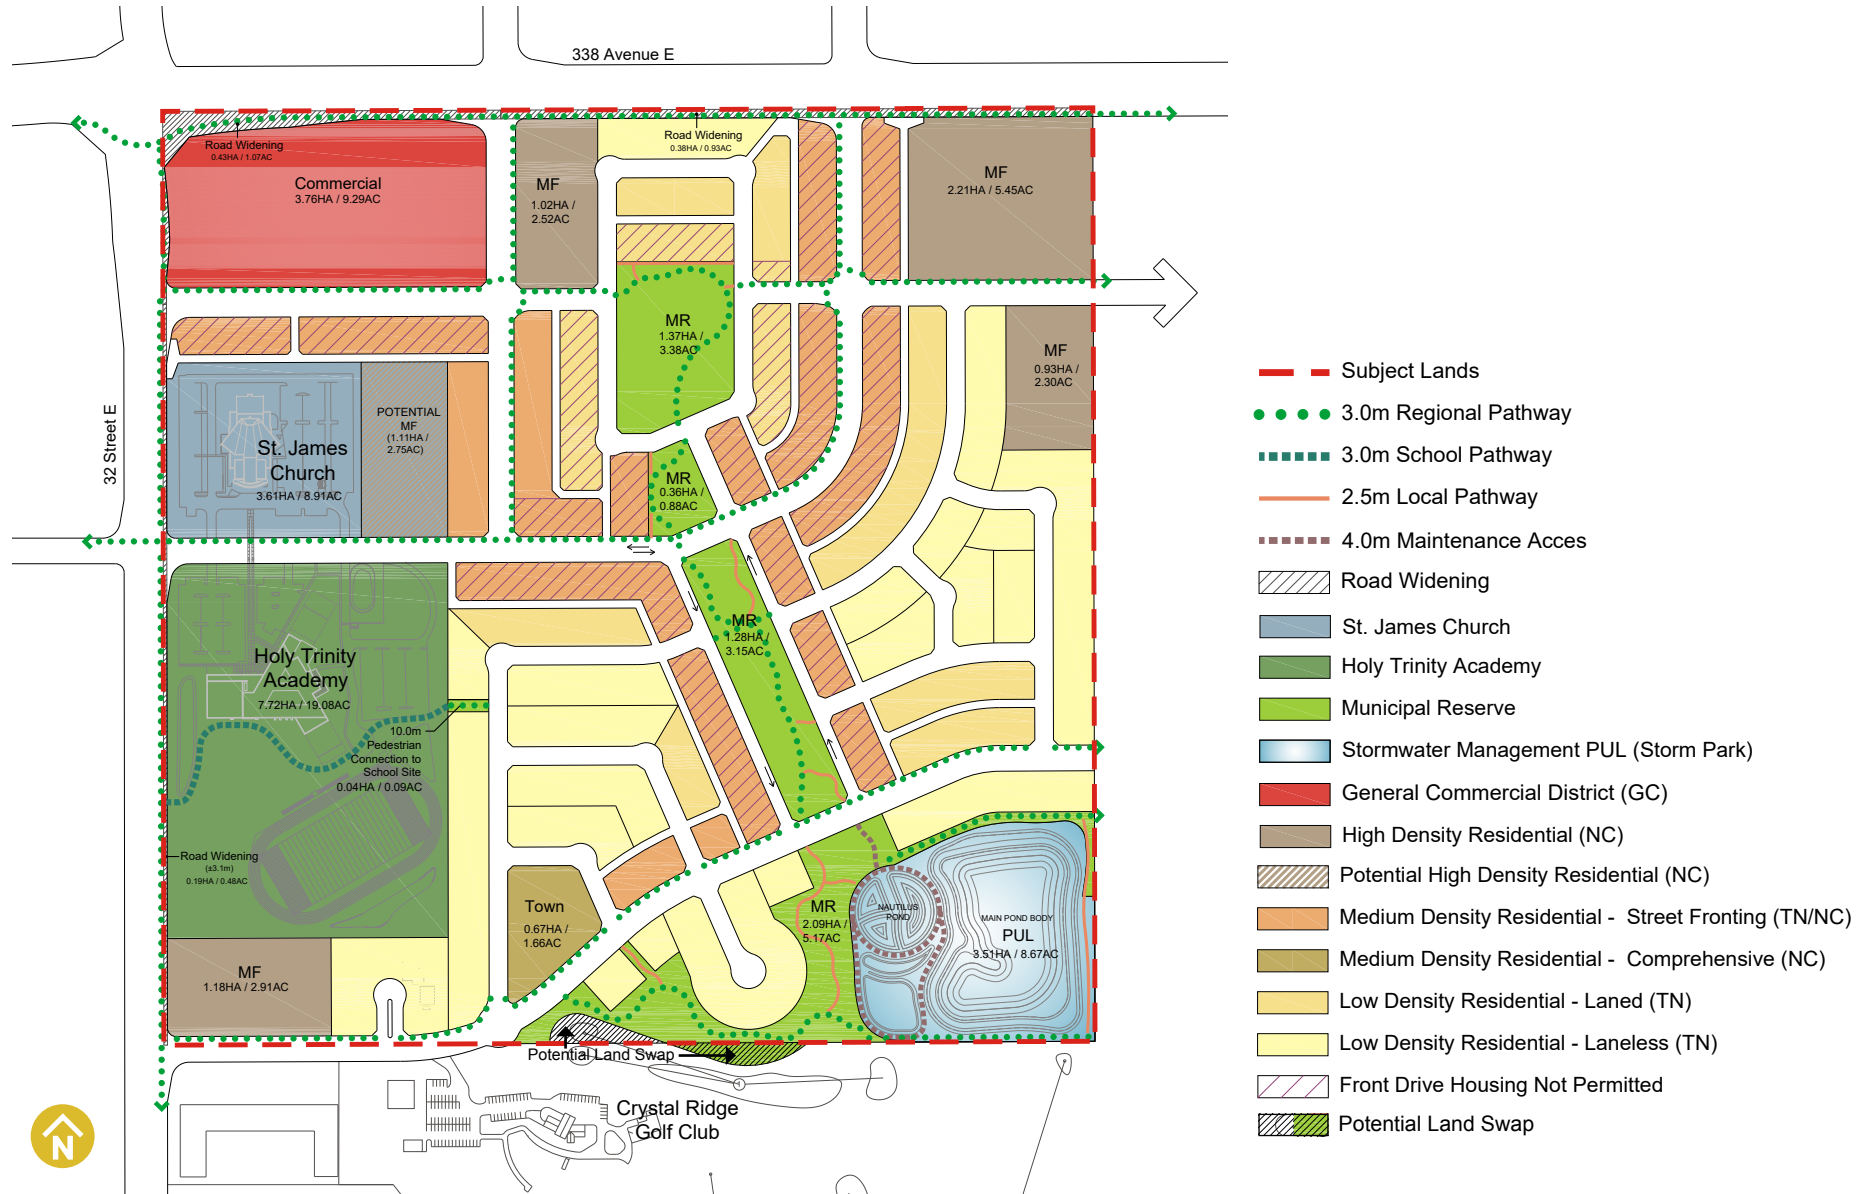 338 Avenue E
Road Widening
0.43HA / 1.07AC
Road Widening
0.38HA / 0.93AC
Commercial
3.76HA / 9.29AC
MF
1.02HA /
2.52AC
MF
2.21HA / 5.45AC
MR
1.37HA /
3.38AC
MF
0.93HA /
2.30AC
32 Street E
St. James
Church
3.61HA / 8.91AC
POTENTIAL
MF
(1.11HA /
2.75AC)
MR
0.36HA /
0.88AC
MR
1.28HA /
3.15AC
Holy Trinity
Academy
7.72HA / 19.08AC
10.0m
Pedestrian
Connection to
School Site
0.04HA / 0.09AC
Road Widening
(±3.1m)
0.19HA / 0.48AC
Town
0.67HA /
1.66AC
MR
2.09HA /
5.17AC
NAUTILUS
POND
MAIN POND BODY
PUL
3.51HA / 8.67AC
MF
1.18HA / 2.91AC
Potential Land Swap
Crystal Ridge
Golf Club
N
Subject Lands
3.0m Regional Pathway
3.0m School Pathway
2.5m Local Pathway
4.0m Maintenance Acces
Road Widening
St. James Church
Holy Trinity Academy
Municipal Reserve
Stormwater Management PUL (Storm Park)
General Commercial District (GC)
High Density Residential (NC)
Potential High Density Residential (NC)
Medium Density Residential - Street Fronting (TN/NC)
Medium Density Residential - Comprehensive (NC)
Low Density Residential - Laned (TN)
Low Density Residential - Laneless (TN)
Front Drive Housing Not Permitted
Potential Land Swap